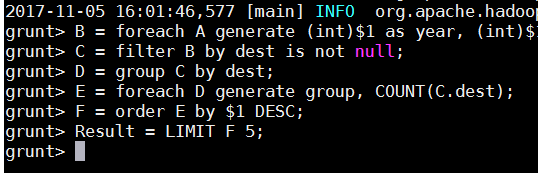 2017-11-05 16:01:46,577 [main] INFO  org.apache.hadoop
grunt> B = foreach A generate (int)$1 as year, (int)$
grunt> C = filter B by dest is not null;
grunt> D = group C by dest;
grunt> E = foreach D generate group, COUNT(C.dest);
grunt> F = order E by $1 DESC;
grunt> Result = LIMIT F 5;
grunt>